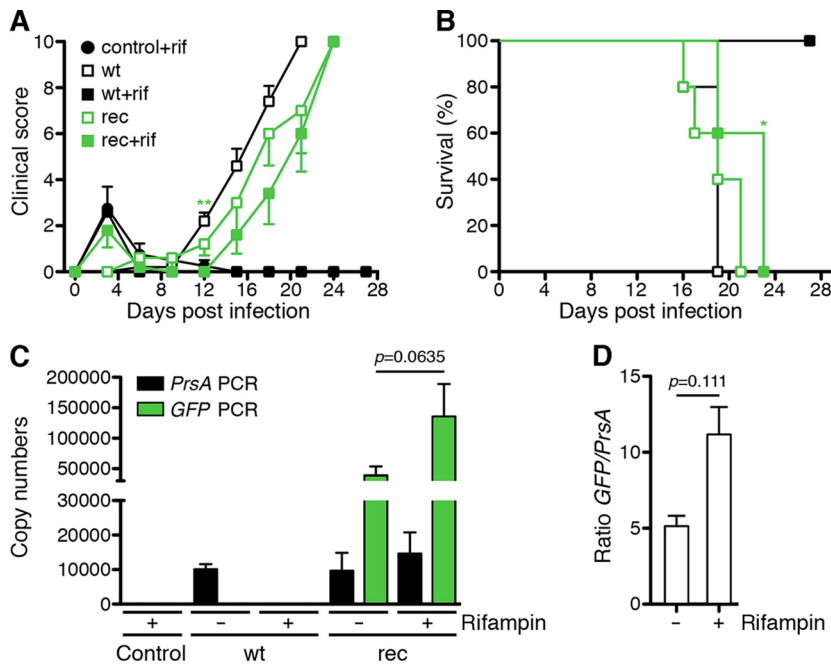 A
Clinical score
10
8
6
4
2
0
control+rif
wt
wt+rif
rec
rec+rif
**
0 4 8 12 16 20 24 28
Days post infection
B
Survival (%)
100
80
60
40
20
0
*
0 4 8 12 16 20 24 28
Days post infection
C
Copy numbers
200000
150000
100000
50000
30000
20000
10000
0
PrsA PCR
GFP PCR
p=0.0635
+ − + − + Rifampin
Control wt rec
D
Ratio GFP/PrsA
15
10
5
0
p=0.111
− + Rifampin